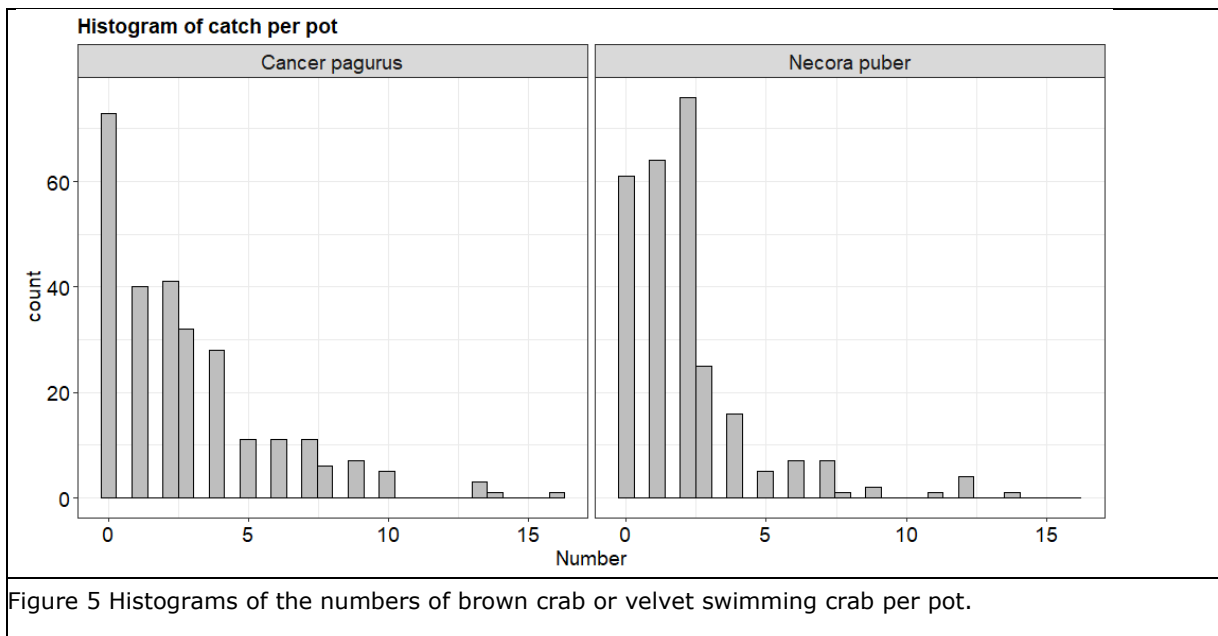 Histogram of catch per pot
Cancer pagurus
Necora puber
60
40
20
0
count
0 5 10 15
0 5 10 15
Number
Figure 5 Histograms of the numbers of brown crab or velvet swimming crab per pot.